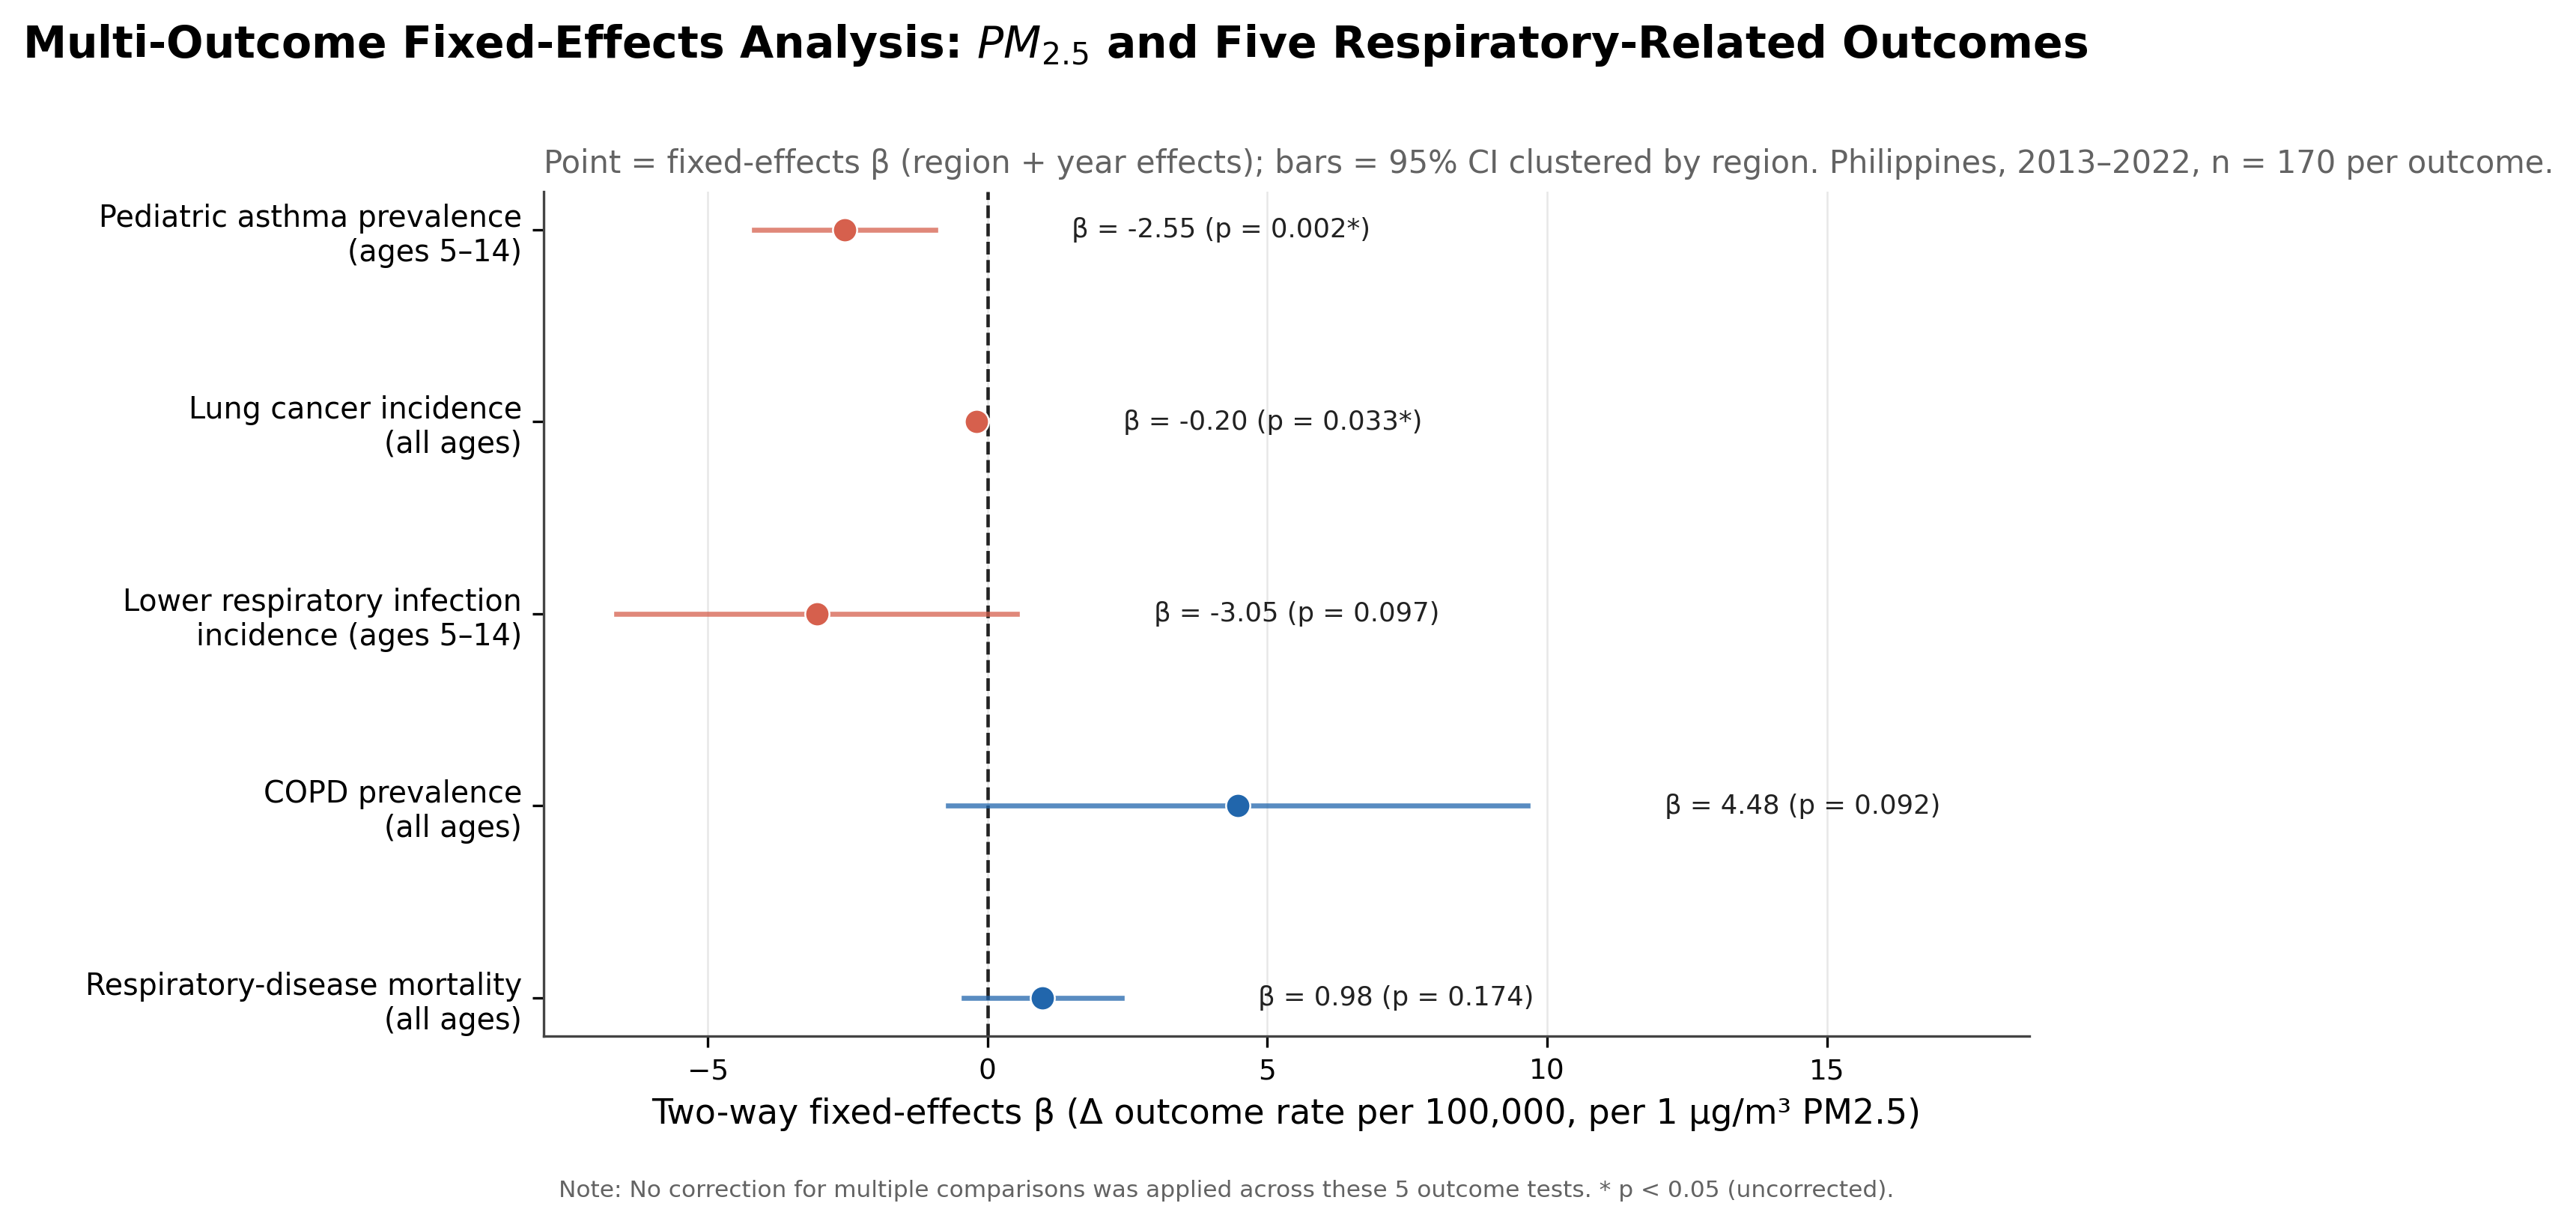 Multi-Outcome Fixed-Effects Analysis: PM2.5 and Five Respiratory-Related Outcomes
Point = fixed-effects β (region + year effects); bars = 95% CI clustered by region. Philippines, 2013–2022, n = 170 per outcome.
Pediatric asthma prevalence
(ages 5–14)
β = -2.55 (p = 0.002*)
Lung cancer incidence
(all ages)
β = -0.20 (p = 0.033*)
Lower respiratory infection
incidence (ages 5–14)
β = -3.05 (p = 0.097)
COPD prevalence
(all ages)
β = 4.48 (p = 0.092)
Respiratory-disease mortality
(all ages)
β = 0.98 (p = 0.174)
−5 0 5 10 15
Two-way fixed-effects β (Δ outcome rate per 100,000, per 1 µg/m³ PM2.5)
Note: No correction for multiple comparisons was applied across these 5 outcome tests. * p < 0.05 (uncorrected).